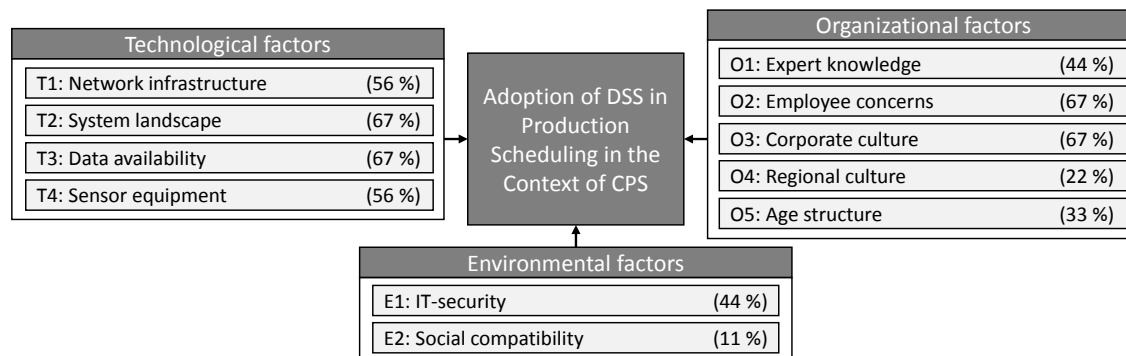 Technological factors
T1: Network infrastructure (56 %)
T2: System landscape (67 %)
T3: Data availability (67 %)
T4: Sensor equipment (56 %)
Adoption of DSS in
Production
Scheduling in the
Context of CPS
Organizational factors
O1: Expert knowledge (44 %)
O2: Employee concerns (67 %)
O3: Corporate culture (67 %)
O4: Regional culture (22 %)
O5: Age structure (33 %)
Environmental factors
E1: IT-security (44 %)
E2: Social compatibility (11 %)